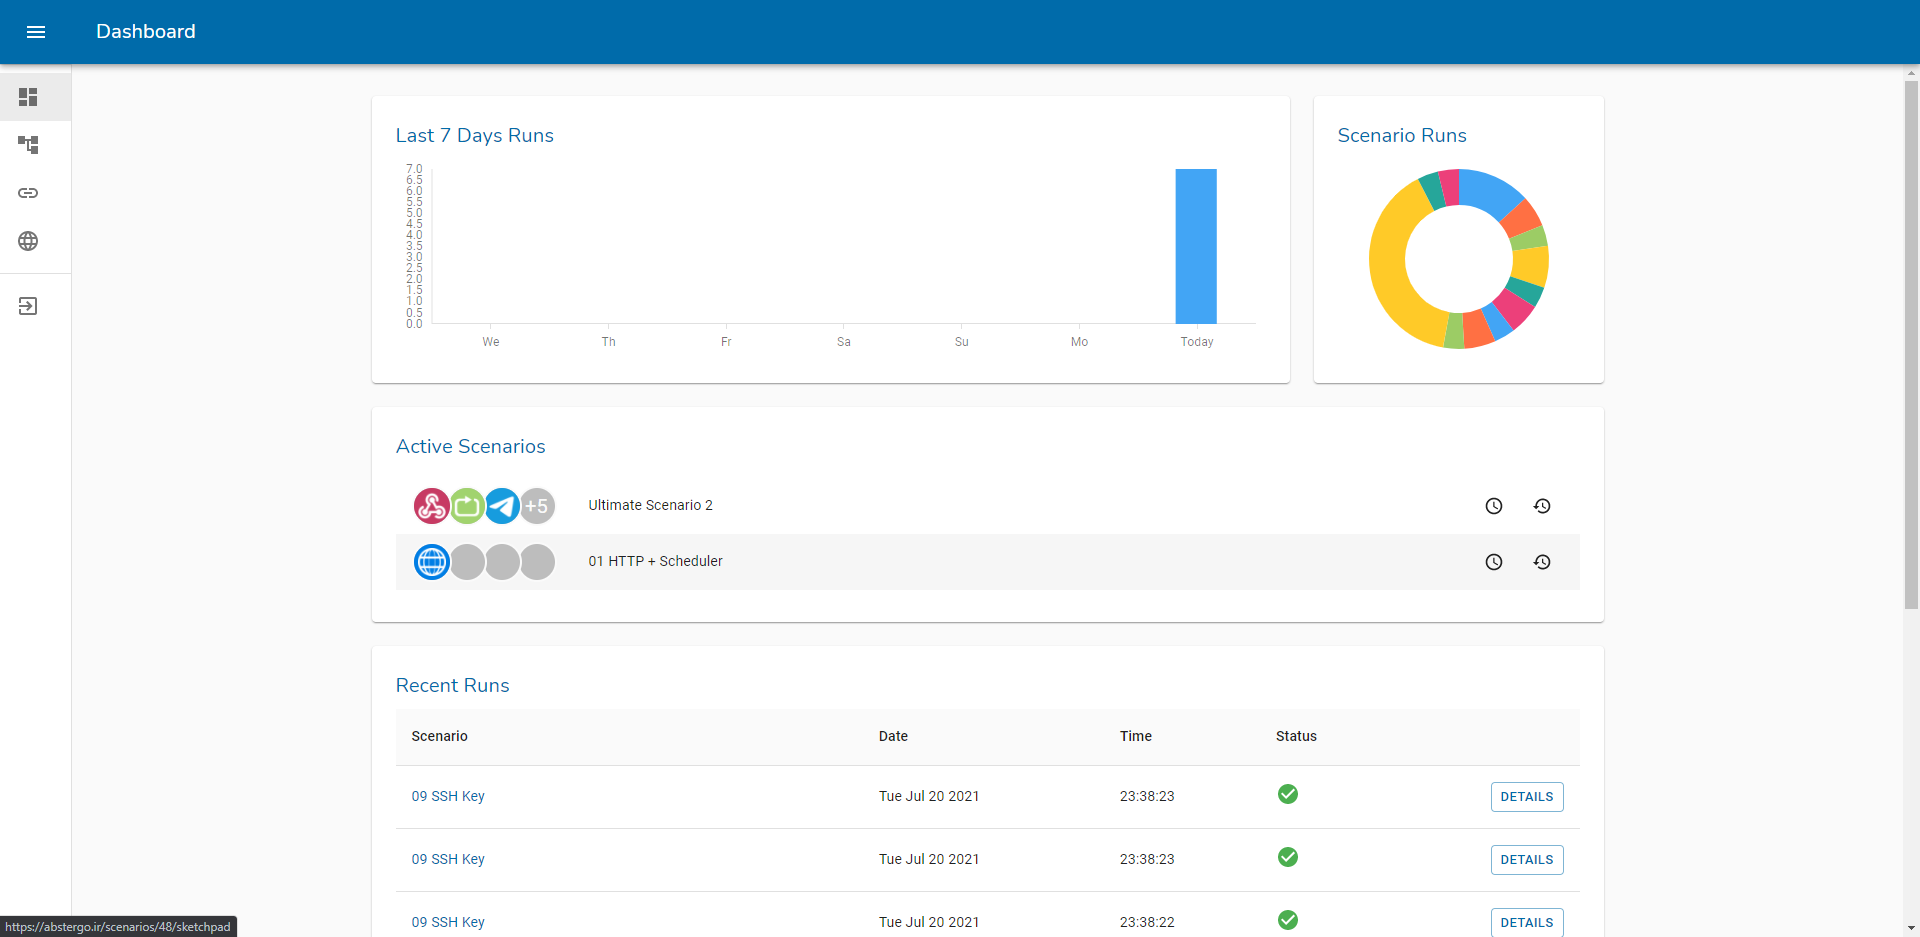 Dashboard
Last 7 Days Runs
7.0
6.5
6.0
5.5
5.0
4.5
4.0
3.5
3.0
2.5
2.0
1.5
1.0
0.5
0.0
We Th Fr Sa Su Mo Today
Scenario Runs
Active Scenarios
+5 Ultimate Scenario 2
01 HTTP + Scheduler
Recent Runs
Scenario Date Time Status
09 SSH Key Tue Jul 20 2021 23:38:23 DETAILS
09 SSH Key Tue Jul 20 2021 23:38:23 DETAILS
09 SSH Key Tue Jul 20 2021 23:38:22 DETAILS
https://abstergo.ir/scenarios/48/sketchpad